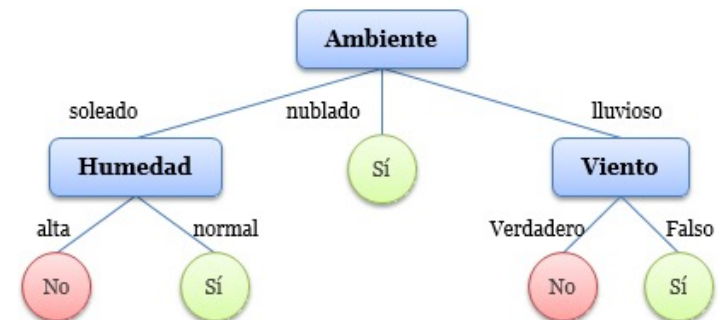 Ambiente
soleado nublado lluvioso
Humedad Sí Viento
alta normal Verdadero Falso
No Sí No Sí